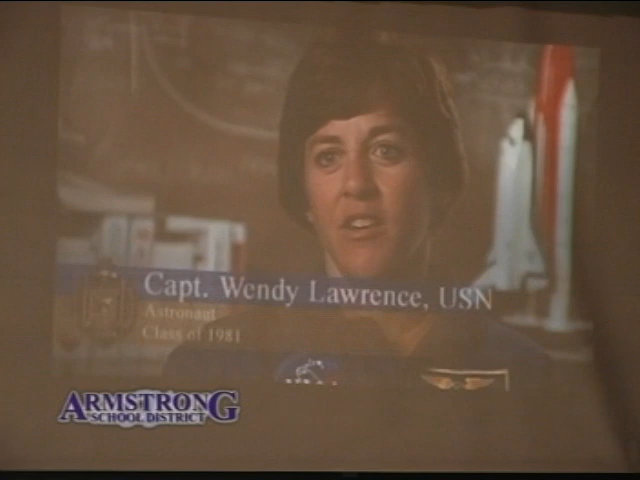 Capt. Wendy Lawrence, USN
Astronaut
Class of 1981
ARMSTRONG
SCHOOL DISTRICT